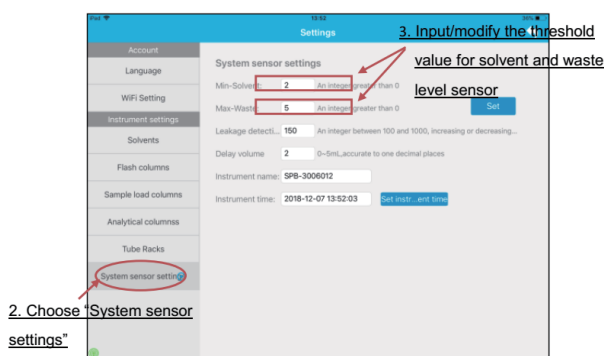 iPad 13:52 36%
Settings
3. Input/modify the threshold
value for solvent and waste
level sensor
Account
Language
WiFi Setting
Instrument settings
Solvents
Flash columns
Sample load columns
Analytical columnss
Tube Racks
System sensor settin
System sensor settings
Min-Solvent: 2 An integer greater than 0
Max-Waste: 5 An integer greater than 0
Set
Leakage detecti... 150 An integer between 100 and 1000, increasing or decreasing...
Delay volume 2 0~5mL,accurate to one decimal places
Instrument name: SPB-3006012
Instrument time: 2018-12-07 13:52:03 Set instr...ent time
2. Choose "System sensor
settings"